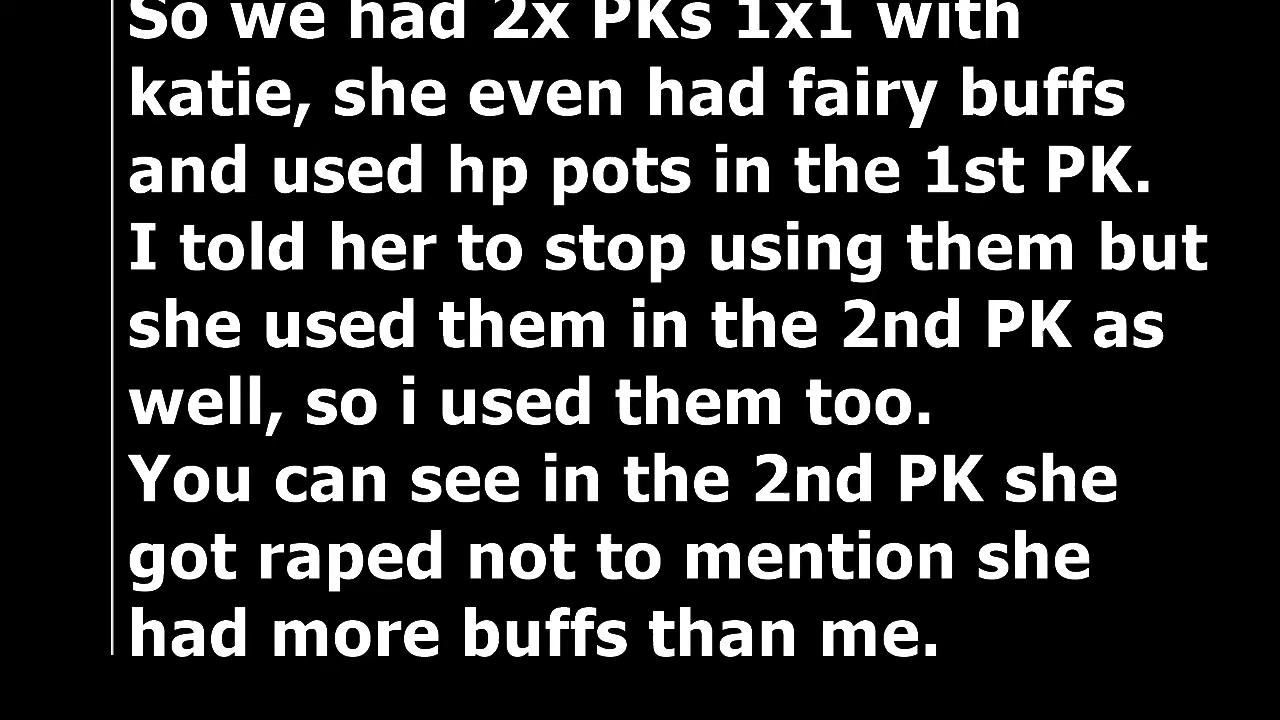 So we had 2x PKs 1x1 with
katie, she even had fairy buffs
and used hp pots in the 1st PK.
I told her to stop using them but
she used them in the 2nd PK as
well, so i used them too.
You can see in the 2nd PK she
got raped not to mention she
had more buffs than me.